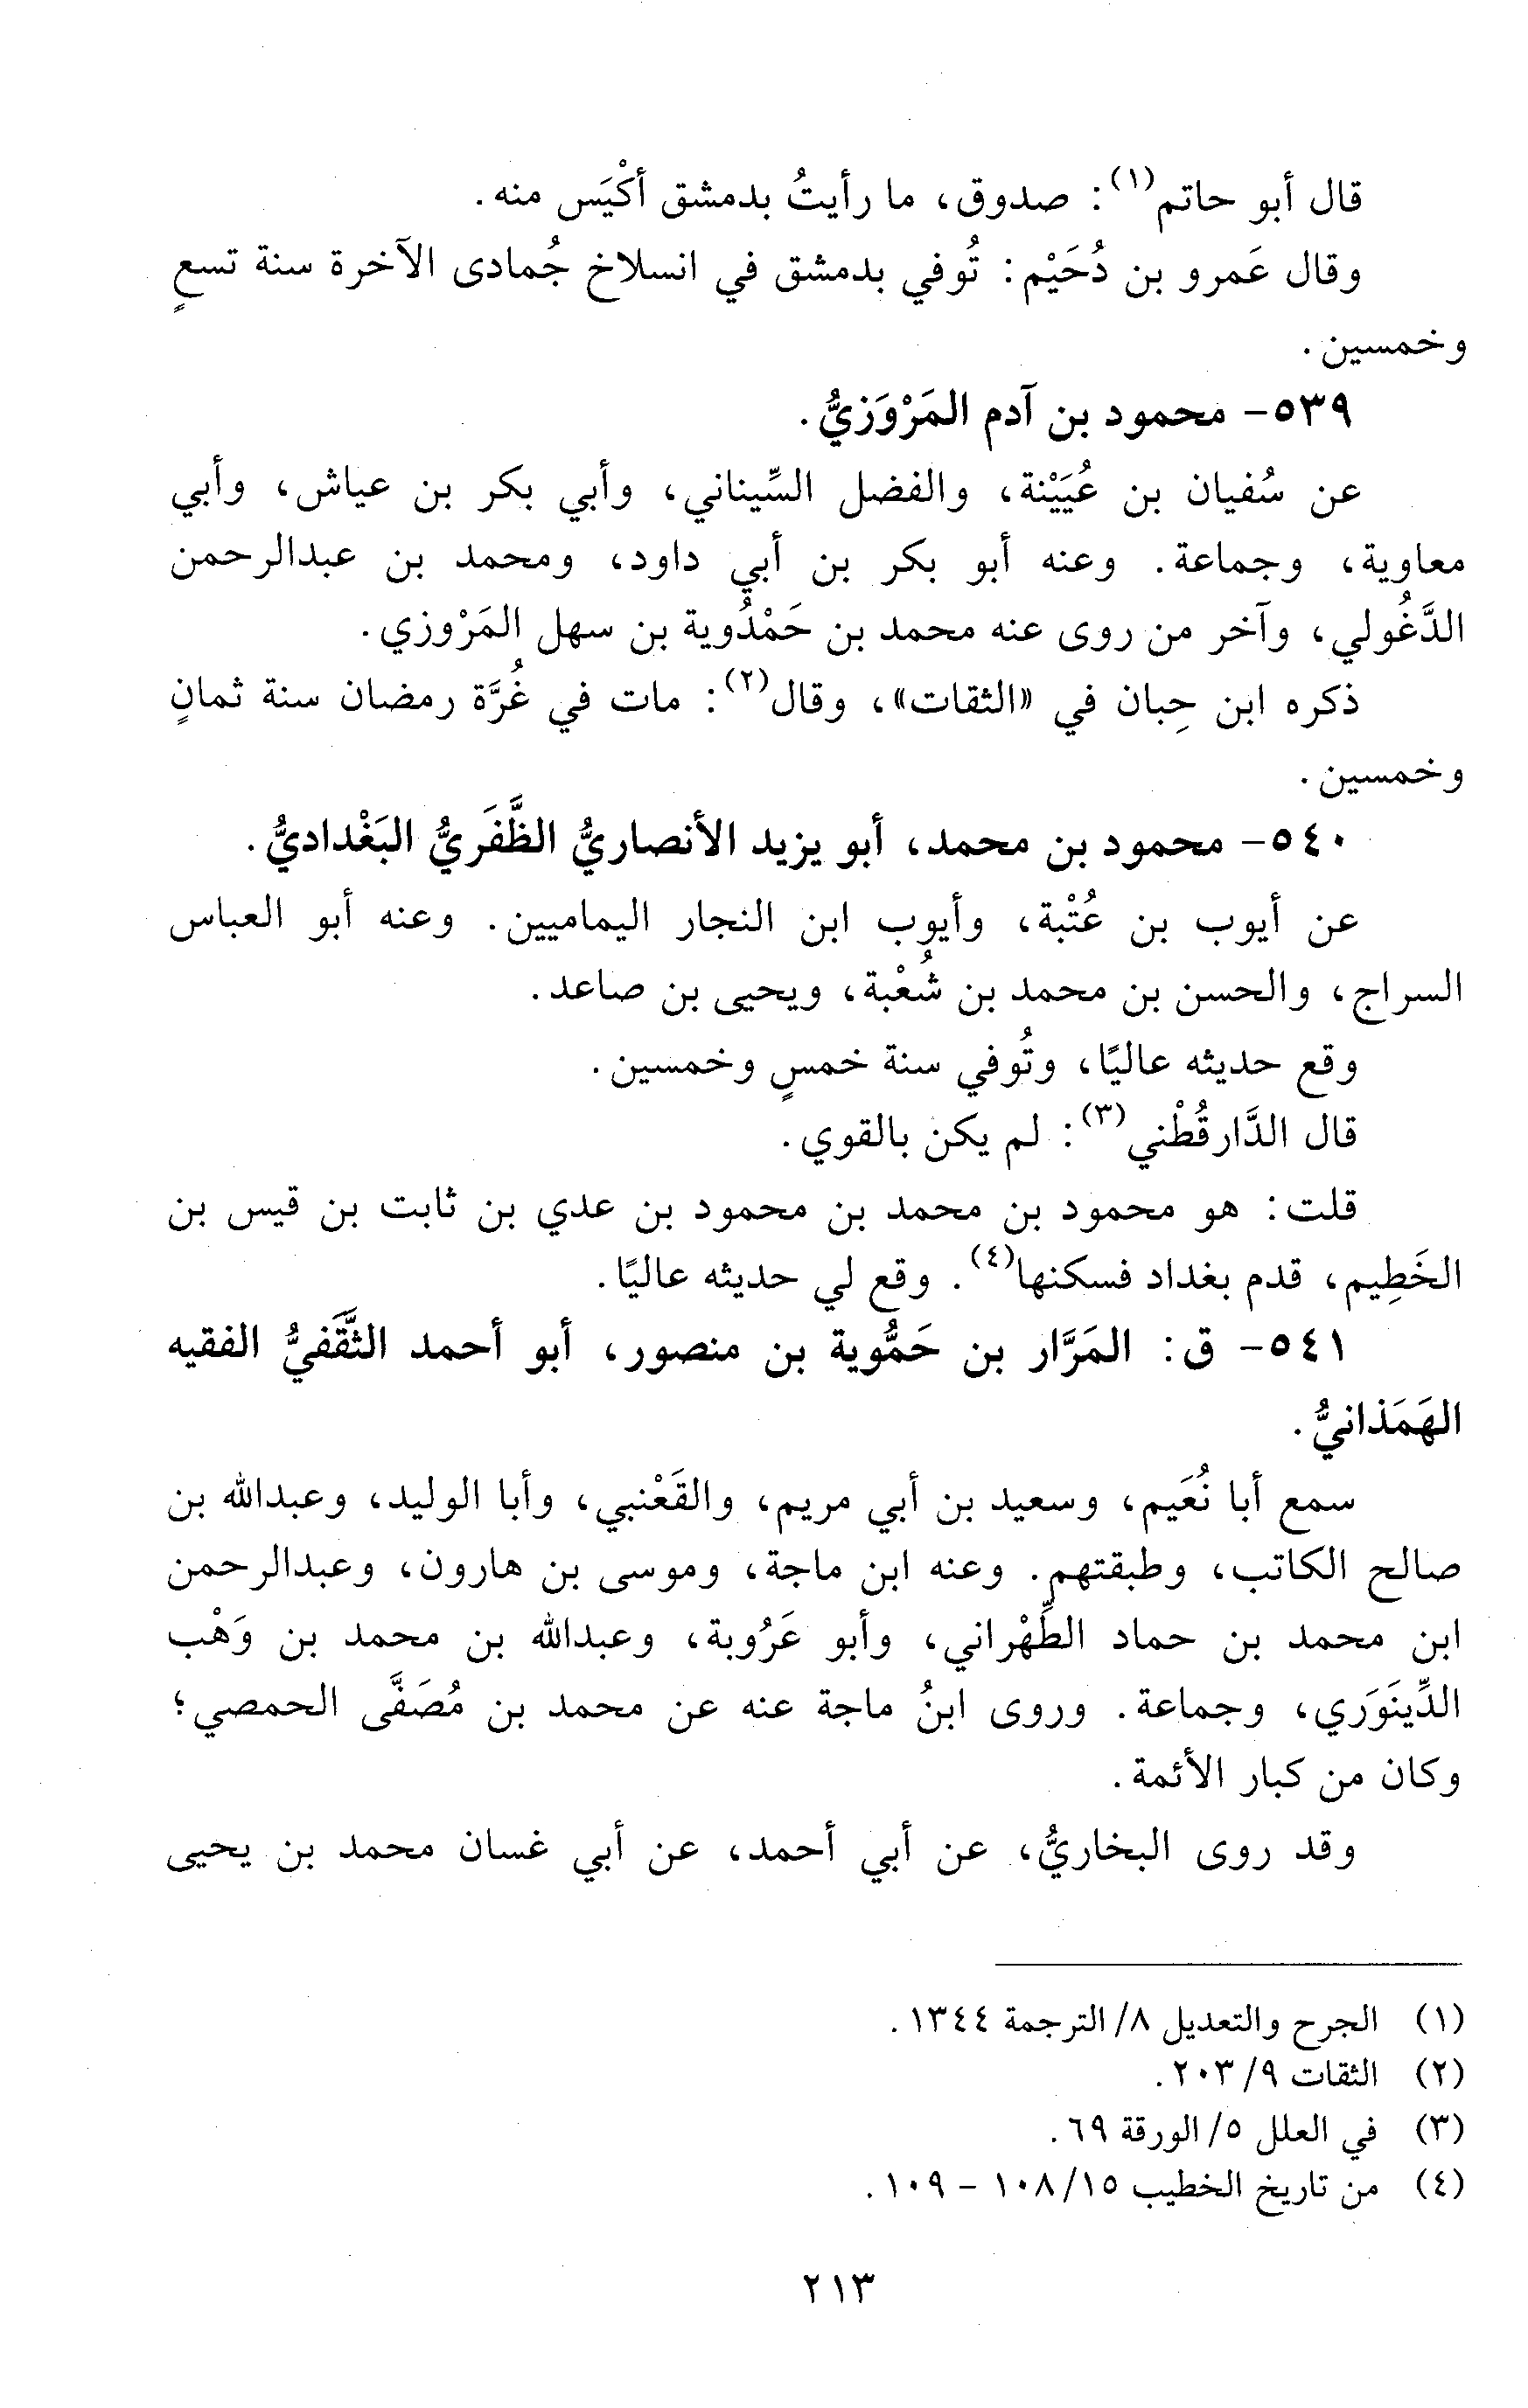 قال أبو حاتم(١): صدوق، ما رأيتُ بدمشق أكْيَس منه.
وقال عَمرو بن دُحَيْم: تُوفي بدمشق في انسلاخ جُمادى الآخرة سنة تسعٍ
وخمسين.
٥٣٩- محمود بن آدم المَرْوَزيُّ.
عن سُفيان بن عُيَيْنة، والفضل السِّيناني، وأبي بكر بن عياش، وأبي
معاوية، وجماعة. وعنه أبو بكر بن أبي داود، ومحمد بن عبدالرحمن
الدَّغُولي، وآخر من روى عنه محمد بن حَمْدُوية بن سهل المَرْوزي.
ذكره ابن حِبان في «الثقات»، وقال(٢): مات في غُرَّة رمضان سنة ثمانٍ
وخمسين.
٥٤٠- محمود بن محمد، أبو يزيد الأنصاريُّ الظَّفَريُّ البَغْداديُّ.
عن أيوب بن عُتْبة، وأيوب ابن النجار اليماميين. وعنه أبو العباس
السراج، والحسن بن محمد بن شُعْبة، ويحيى بن صاعد.
وقع حديثه عاليًا، وتُوفي سنة خمسٍ وخمسين.
قال الدَّارقُطْني(٣): لم يكن بالقوي.
قلت: هو محمود بن محمد بن محمود بن عدي بن ثابت بن قيس بن
الخَطِيم، قدم بغداد فسكنها(٤). وقع لي حديثه عاليًا.
٥٤١- ق: المَرَّار بن حَمُّوية بن منصور، أبو أحمد الثَّقَفيُّ الفقيه
الهَمَذانيُّ.
سمع أبا نُعَيم، وسعيد بن أبي مريم، والقَعْنبي، وأبا الوليد، وعبدالله بن
صالح الكاتب، وطبقتهم. وعنه ابن ماجة، وموسى بن هارون، وعبدالرحمن
ابن محمد بن حماد الطِّهْراني، وأبو عَرُوبة، وعبدالله بن محمد بن وَهْب
الدِّينَوَري، وجماعة. وروى ابنُ ماجة عنه عن محمد بن مُصَفَّى الحمصي؛
وكان من كبار الأئمة.
وقد روى البخاريُّ، عن أبي أحمد، عن أبي غسان محمد بن يحيى
(١) الجرح والتعديل ٨/ الترجمة ١٣٤٤.
(٢) الثقات ٩/ ٢٠٣.
(٣) في العلل ٥/ الورقة ٦٩.
(٤) من تاريخ الخطيب ١٥/ ١٠٨ - ١٠٩.
٢١٣